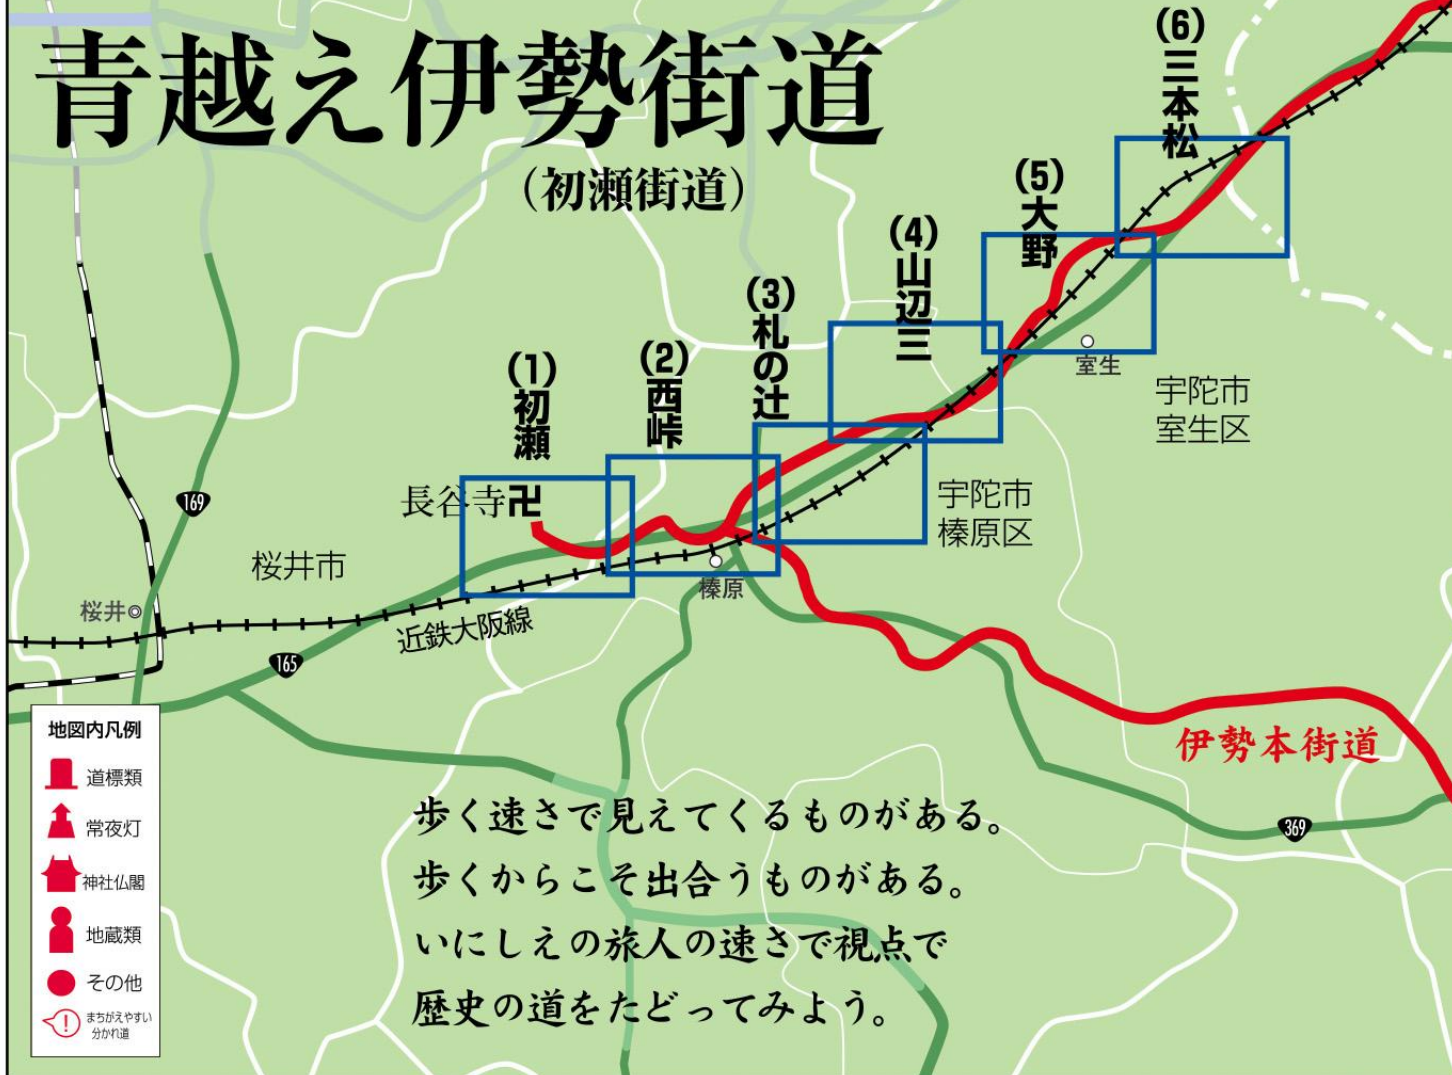 青越え伊勢街道
（初瀬街道）
(6)三本松
(5)大野
(4)山辺三
(3)札の辻
(2)西峠
(1)初瀬
長谷寺卍
室生
宇陀市
室生区
宇陀市
榛原区
榛原
169
桜井市
桜井
近鉄大阪線
165
伊勢本街道
369
地図内凡例
道標類
常夜灯
神社仏閣
地蔵類
その他
!
まちがえやすい
分かれ道
歩く速さで見えてくるものがある。
歩くからこそ出合うものがある。
いにしえの旅人の速さで視点で
歴史の道をたどってみよう。